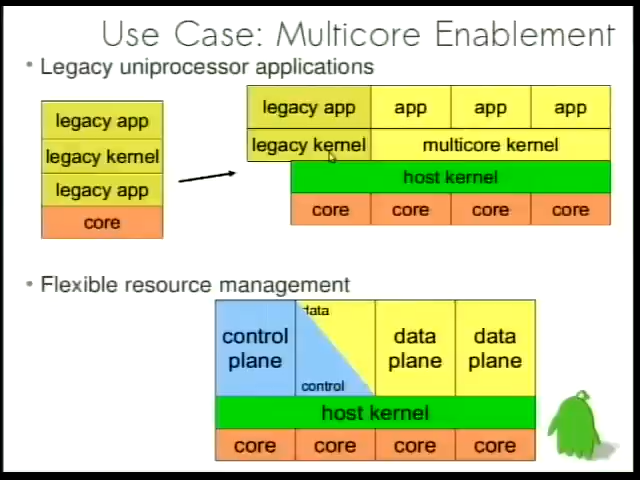 Use Case: Multicore Enablement
• Legacy uniprocessor applications
legacy app
legacy kernel
legacy app
core
legacy app app app app
legacy kernel multicore kernel
host kernel
core core core core
• Flexible resource management
control plane
data
control
data plane
data plane
host kernel
core core core core